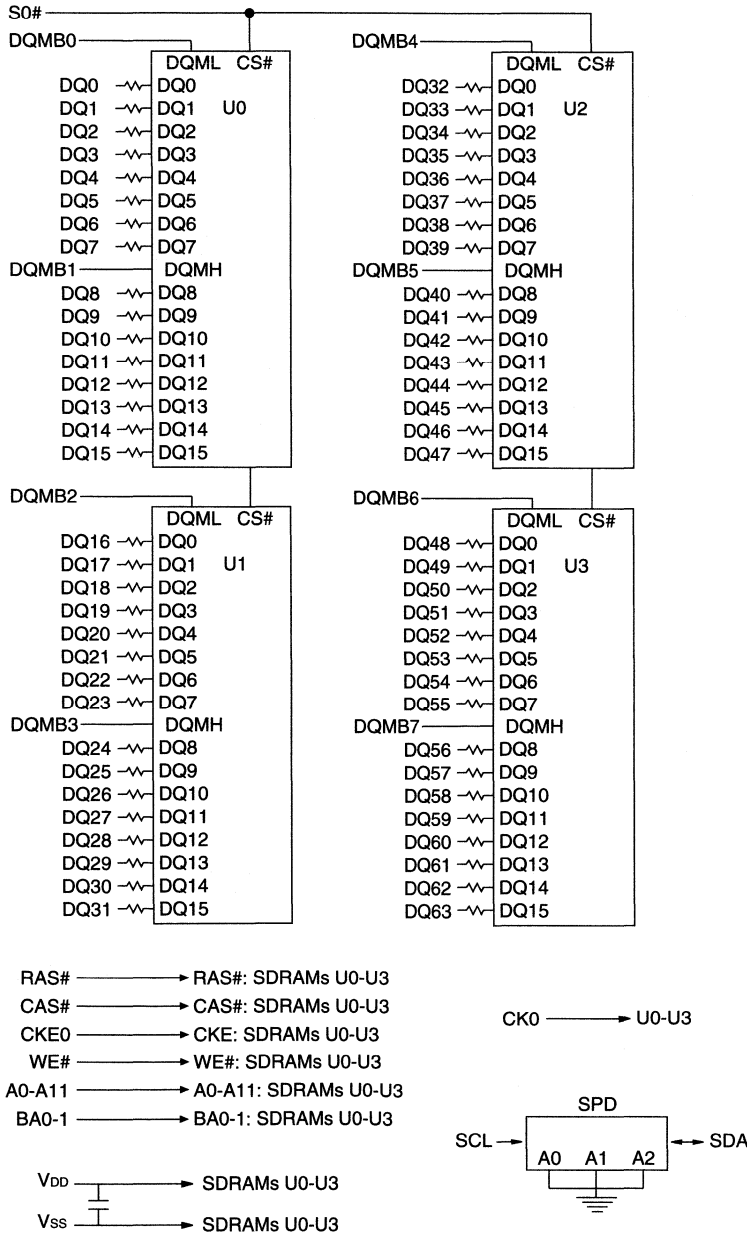 S0#
DQMB0
DQML CS#
DQ0 DQ0
DQ1 DQ1 U0
DQ2 DQ2
DQ3 DQ3
DQ4 DQ4
DQ5 DQ5
DQ6 DQ6
DQ7 DQ7
DQMB1 DQMH
DQ8 DQ8
DQ9 DQ9
DQ10 DQ10
DQ11 DQ11
DQ12 DQ12
DQ13 DQ13
DQ14 DQ14
DQ15 DQ15
DQMB2
DQML CS#
DQ16 DQ0
DQ17 DQ1 U1
DQ18 DQ2
DQ19 DQ3
DQ20 DQ4
DQ21 DQ5
DQ22 DQ6
DQ23 DQ7
DQMB3 DQMH
DQ24 DQ8
DQ25 DQ9
DQ26 DQ10
DQ27 DQ11
DQ28 DQ12
DQ29 DQ13
DQ30 DQ14
DQ31 DQ15
DQMB4
DQML CS#
DQ32 DQ0
DQ33 DQ1 U2
DQ34 DQ2
DQ35 DQ3
DQ36 DQ4
DQ37 DQ5
DQ38 DQ6
DQ39 DQ7
DQMB5 DQMH
DQ40 DQ8
DQ41 DQ9
DQ42 DQ10
DQ43 DQ11
DQ44 DQ12
DQ45 DQ13
DQ46 DQ14
DQ47 DQ15
DQMB6
DQML CS#
DQ48 DQ0
DQ49 DQ1 U3
DQ50 DQ2
DQ51 DQ3
DQ52 DQ4
DQ53 DQ5
DQ54 DQ6
DQ55 DQ7
DQMB7 DQMH
DQ56 DQ8
DQ57 DQ9
DQ58 DQ10
DQ59 DQ11
DQ60 DQ12
DQ61 DQ13
DQ62 DQ14
DQ63 DQ15
RAS# RAS#: SDRAMs U0-U3
CAS# CAS#: SDRAMs U0-U3
CKE0 CKE: SDRAMs U0-U3
WE# WE#: SDRAMs U0-U3
A0-A11 A0-A11: SDRAMs U0-U3
BA0-1 BA0-1: SDRAMs U0-U3
VDD SDRAMs U0-U3
VSS SDRAMs U0-U3
CK0 U0-U3
SPD
SCL SDA
A0 A1 A2